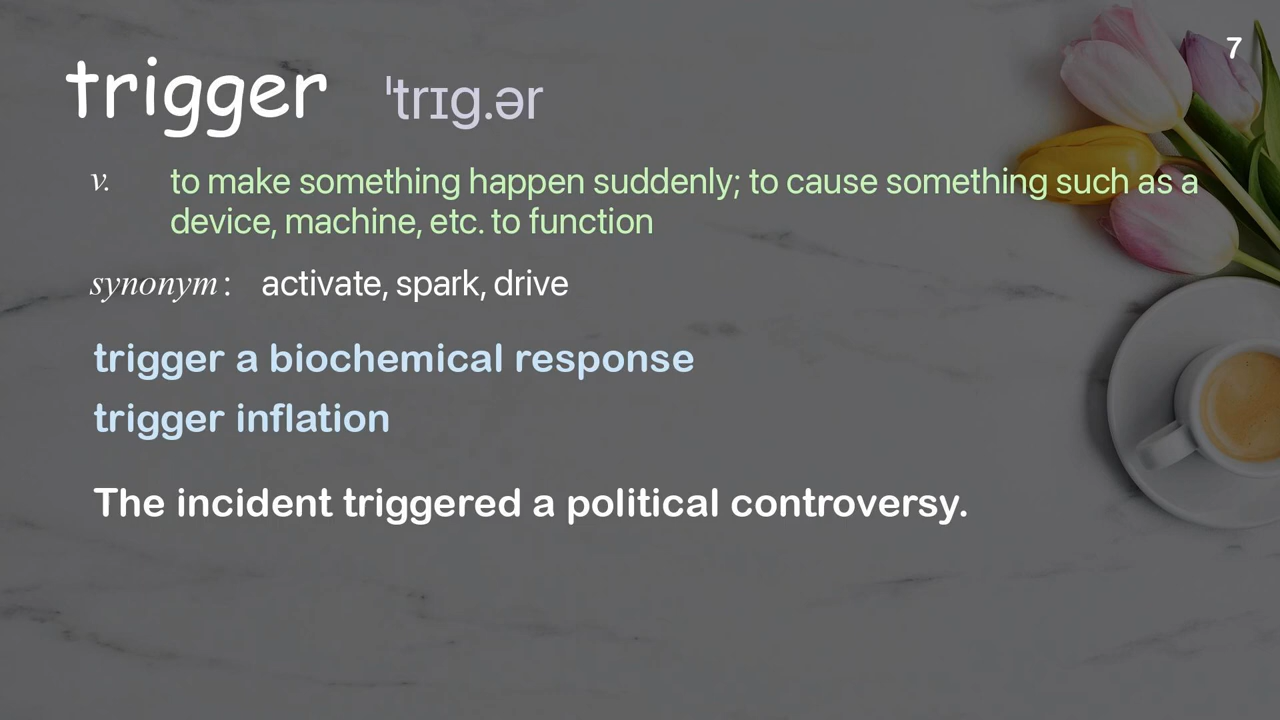 7
trigger ˈtrɪg.ər
v. to make something happen suddenly; to cause something such as a
device, machine, etc. to function
synonym : activate, spark, drive
trigger a biochemical response
trigger inflation
The incident triggered a political controversy.